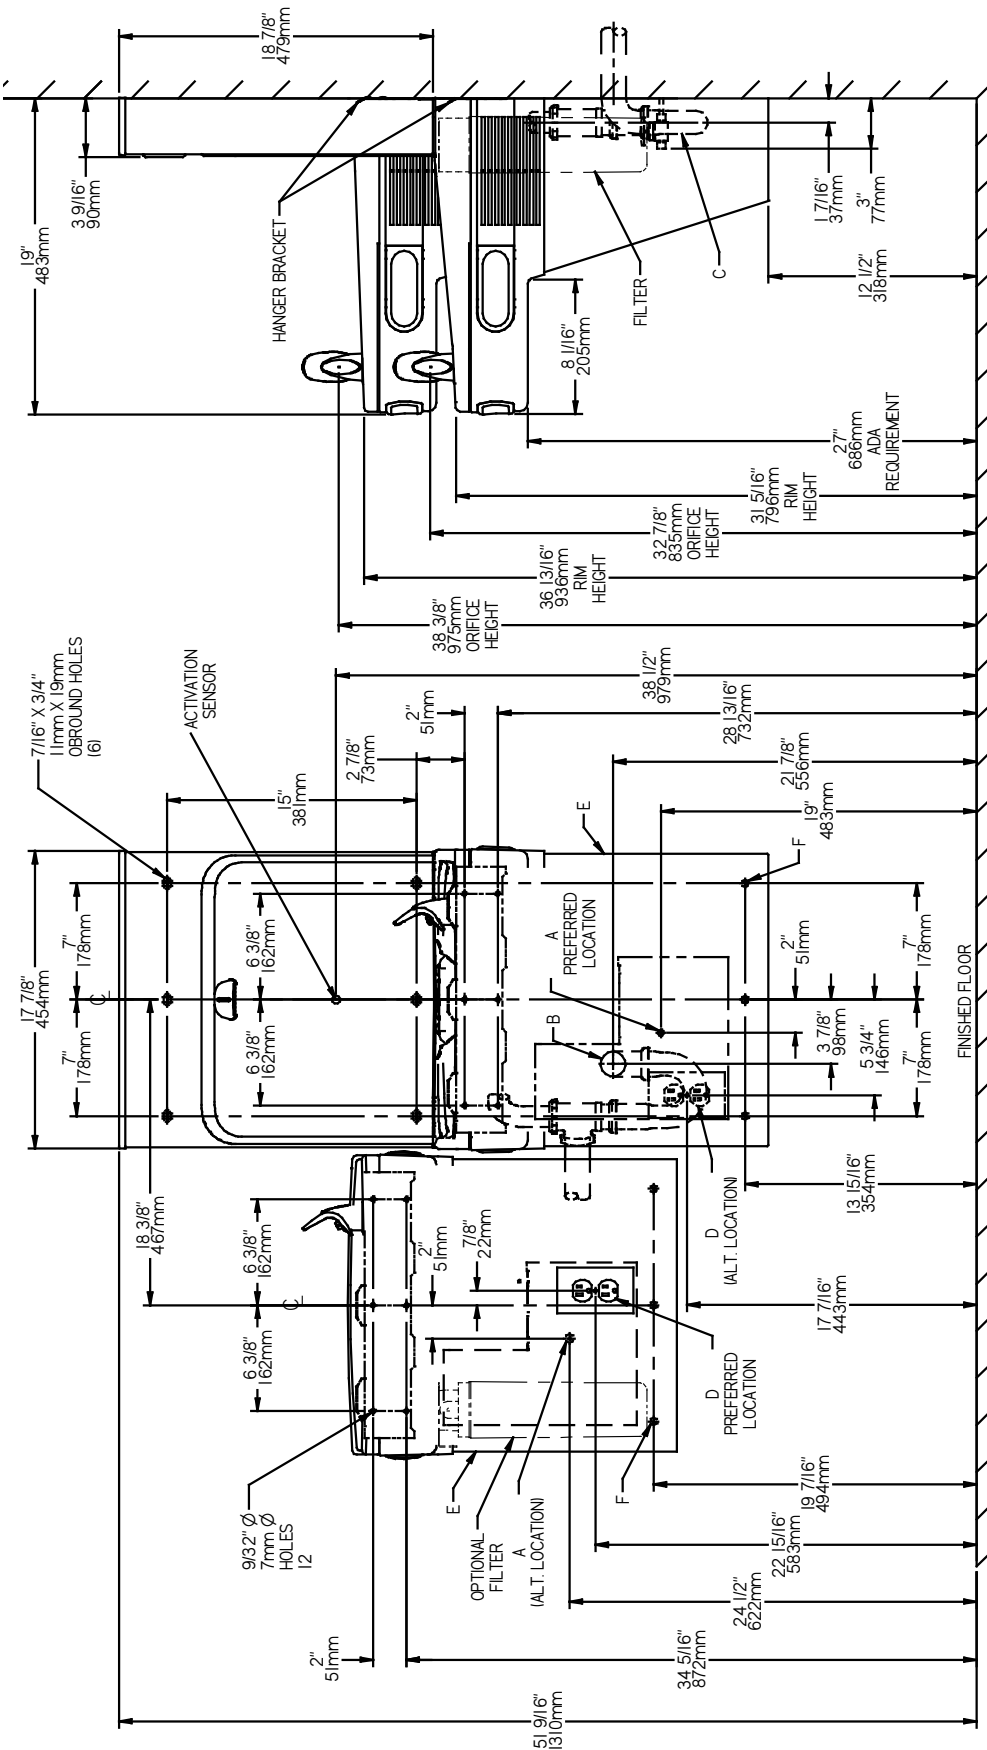 18 7/8"
479mm
3 9/16"
90mm
19"
483mm
HANGER BRACKET
FILTER
C
1 7/16"
37mm
3"
77mm
12 1/2"
318mm
8 1/16"
205mm
27"
686mm
ADA
REQUIREMENT
31 5/16"
796mm
RIM
HEIGHT
32 7/8"
835mm
ORIFICE
HEIGHT
36 13/16"
936mm
RIM
HEIGHT
38 3/8"
975mm
ORIFICE
HEIGHT
7/16" X 3/4"
11mm X 19mm
OBROUND HOLES
(6)
ACTIVATION
SENSOR
15"
381mm
2 7/8"
73mm
2"
51mm
38 1/2"
979mm
28 13/16"
732mm
21 7/8"
556mm
19"
483mm
E
F
17 7/8"
454mm
7"
178mm
7"
178mm
6 3/8"
162mm
6 3/8"
162mm
A
PREFERRED
LOCATION
B
2"
51mm
3 7/8"
98mm
5 3/4"
146mm
7"
178mm
7"
178mm
FINISHED FLOOR
18 3/8"
467mm
6 3/8"
162mm
6 3/8"
162mm
2"
51mm
7/8"
22mm
D
(ALT. LOCATION)
13 15/16"
354mm
17 7/16"
443mm
D
PREFERRED
LOCATION
9/32" Ø
7mm Ø
HOLES
12
E
OPTIONAL
FILTER
A
(ALT. LOCATION)
F
19 7/16"
494mm
22 15/16"
583mm
24 1/2"
622mm
2"
51mm
34 5/16"
872mm
51 9/16"
1310mm